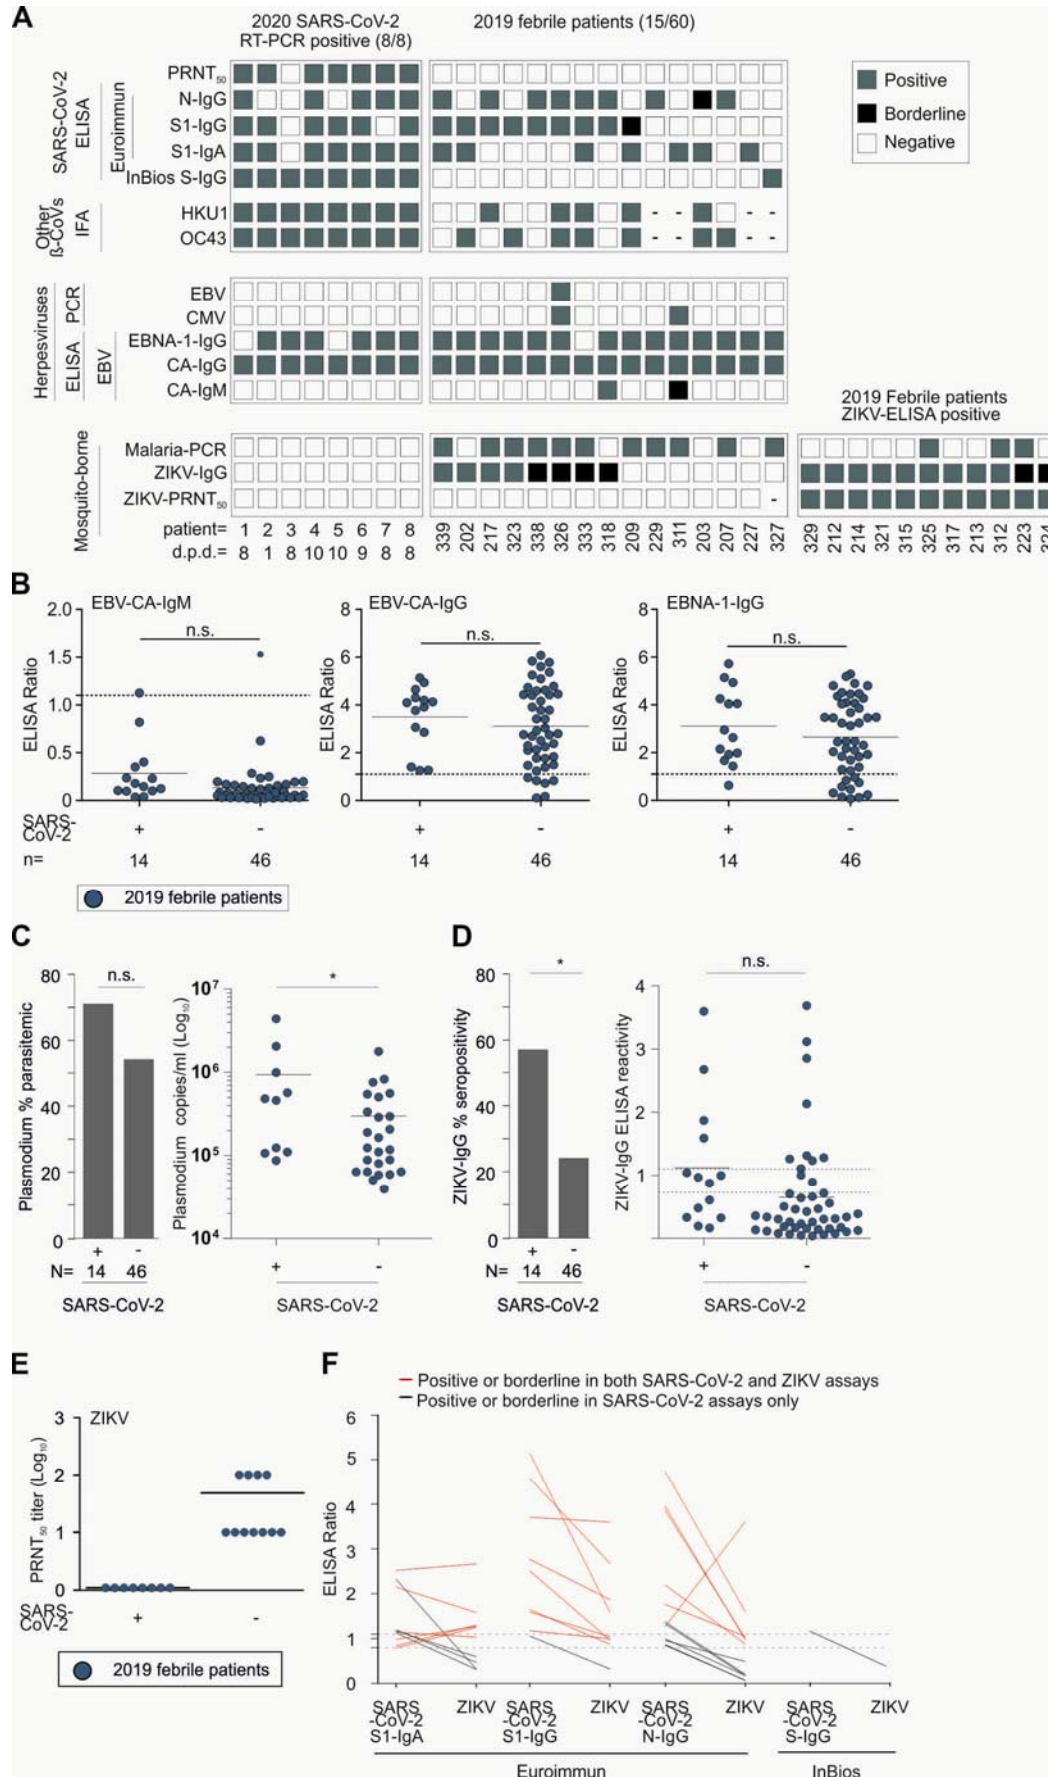 A
2020 SARS-CoV-2
RT-PCR positive (8/8)
2019 febrile patients (15/60)
SARS-CoV-2
ELISA
Euroimmun
PRNT50
N-IgG
S1-IgG
S1-IgA
InBios S-IgG
Positive
Borderline
Negative
Other
ß-CoVs
IFA
HKU1
OC43
- - - -
- - - -
Herpesviruses
PCR
ELISA
EBV
EBV
CMV
EBNA-1-IgG
CA-IgG
CA-IgM
2019 Febrile patients
ZIKV-ELISA positive
Mosquito-borne
Malaria-PCR
ZIKV-IgG
ZIKV-PRNT50
-
patient= 1 2 3 4 5 6 7 8
d.p.d.= 8 1 8 10 10 9 8 8
339 202 217 323 338 326 333 318 209 229 311 203 207 227 327
329 212 214 321 315 325 217 213 312 223 324
B
EBV-CA-IgM
n.s.
ELISA Ratio
2.0
1.5
1.0
0.5
0
EBV-CA-IgG
n.s.
ELISA Ratio
8
6
4
2
0
EBNA-1-IgG
n.s.
ELISA Ratio
8
6
4
2
0
SARS-
CoV-2
+ - + - + -
n= 14 46 14 46 14 46
2019 febrile patients
C
Plasmodium % parasitemic
80
60
40
20
0
n.s.
+ -
N= 14 46
SARS-CoV-2
Plasmodium copies/ml (Log10)
10^7
10^6
10^5
10^4
*
+ -
SARS-CoV-2
D
ZIKV-IgG % seropositivity
80
60
40
20
0
*
+ -
N= 14 46
SARS-CoV-2
ZIKV-IgG ELISA reactivity
4
3
2
1
n.s.
+ -
SARS-CoV-2
E
ZIKV
PRNT50 titer (Log10)
3
2
1
0
SARS-
CoV-2
+ -
2019 febrile patients
F
Positive or borderline in both SARS-CoV-2 and ZIKV assays
Positive or borderline in SARS-CoV-2 assays only
ELISA Ratio
6
5
4
3
2
1
0
SARS
-CoV-2
S1-IgA
ZIKV
SARS
-CoV-2
S1-IgG
ZIKV
SARS
-CoV-2
N-IgG
ZIKV
SARS
-CoV-2
S-IgG
ZIKV
Euroimmun
InBios